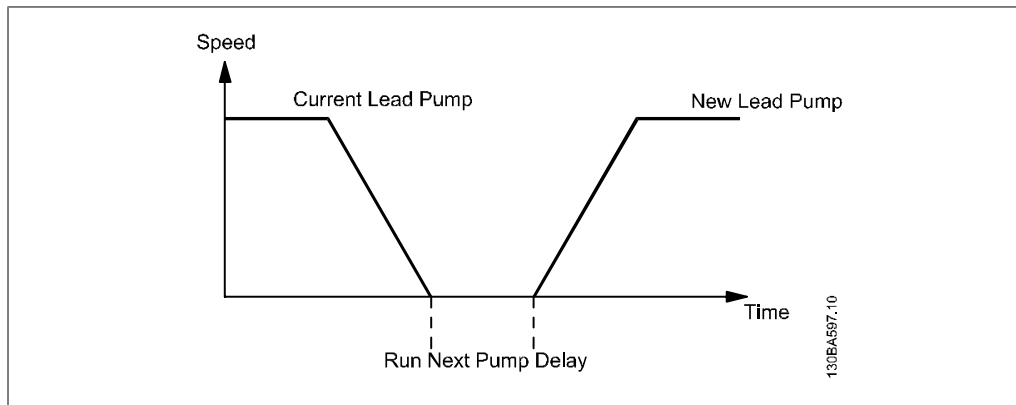 Speed
Current Lead Pump
New Lead Pump
Time
Run Next Pump Delay
130BA597.10